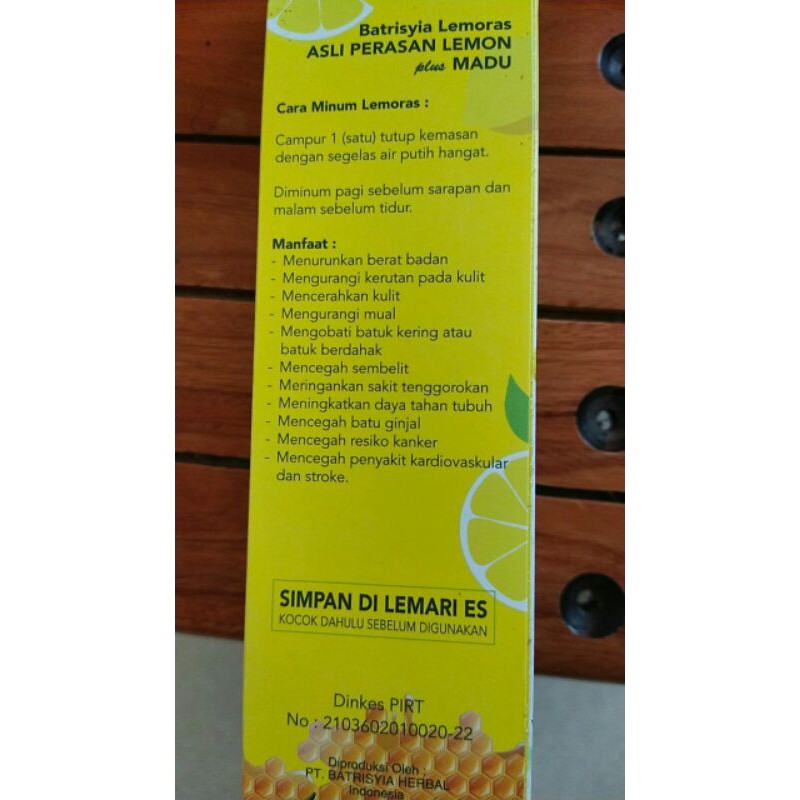 Batrisyia Lemoras
ASLI PERASAN LEMON
plus MADU
Cara Minum Lemoras :
Campur 1 (satu) tutup kemasan
dengan segelas air putih hangat.
Diminum pagi sebelum sarapan dan
malam sebelum tidur.
Manfaat :
- Menurunkan berat badan
- Mengurangi kerutan pada kulit
- Mencerahkan kulit
- Mengurangi mual
- Mengobati batuk kering atau
batuk berdahak
- Mencegah sembelit
- Meringankan sakit tenggorokan
- Meningkatkan daya tahan tubuh
- Mencegah batu ginjal
- Mencegah resiko kanker
- Mencegah penyakit kardiovaskular
dan stroke.
SIMPAN DI LEMARI ES
KOCOK DAHULU SEBELUM DIGUNAKAN
Dinkes PIRT
No : 2103602010020-22
Diproduksi Oleh :
PT. BATRISYIA HERBAL
Indonesia